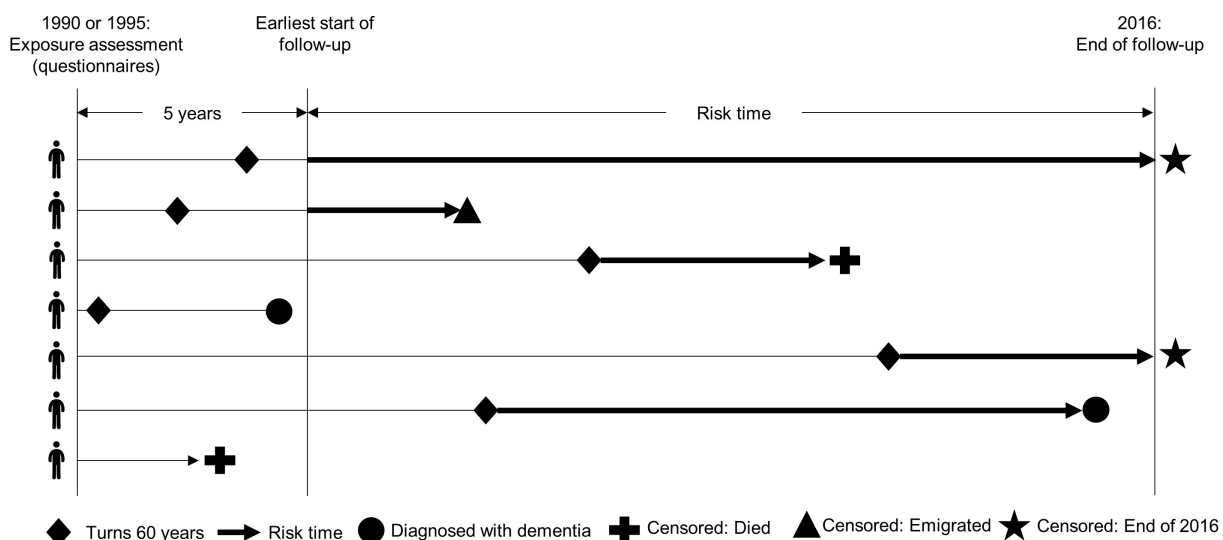 1990 or 1995:
Exposure assessment
(questionnaires)
Earliest start of
follow-up
2016:
End of follow-up
5 years
Risk time
Turns 60 years
Risk time
Diagnosed with dementia
Censored: Died
Censored: Emigrated
Censored: End of 2016